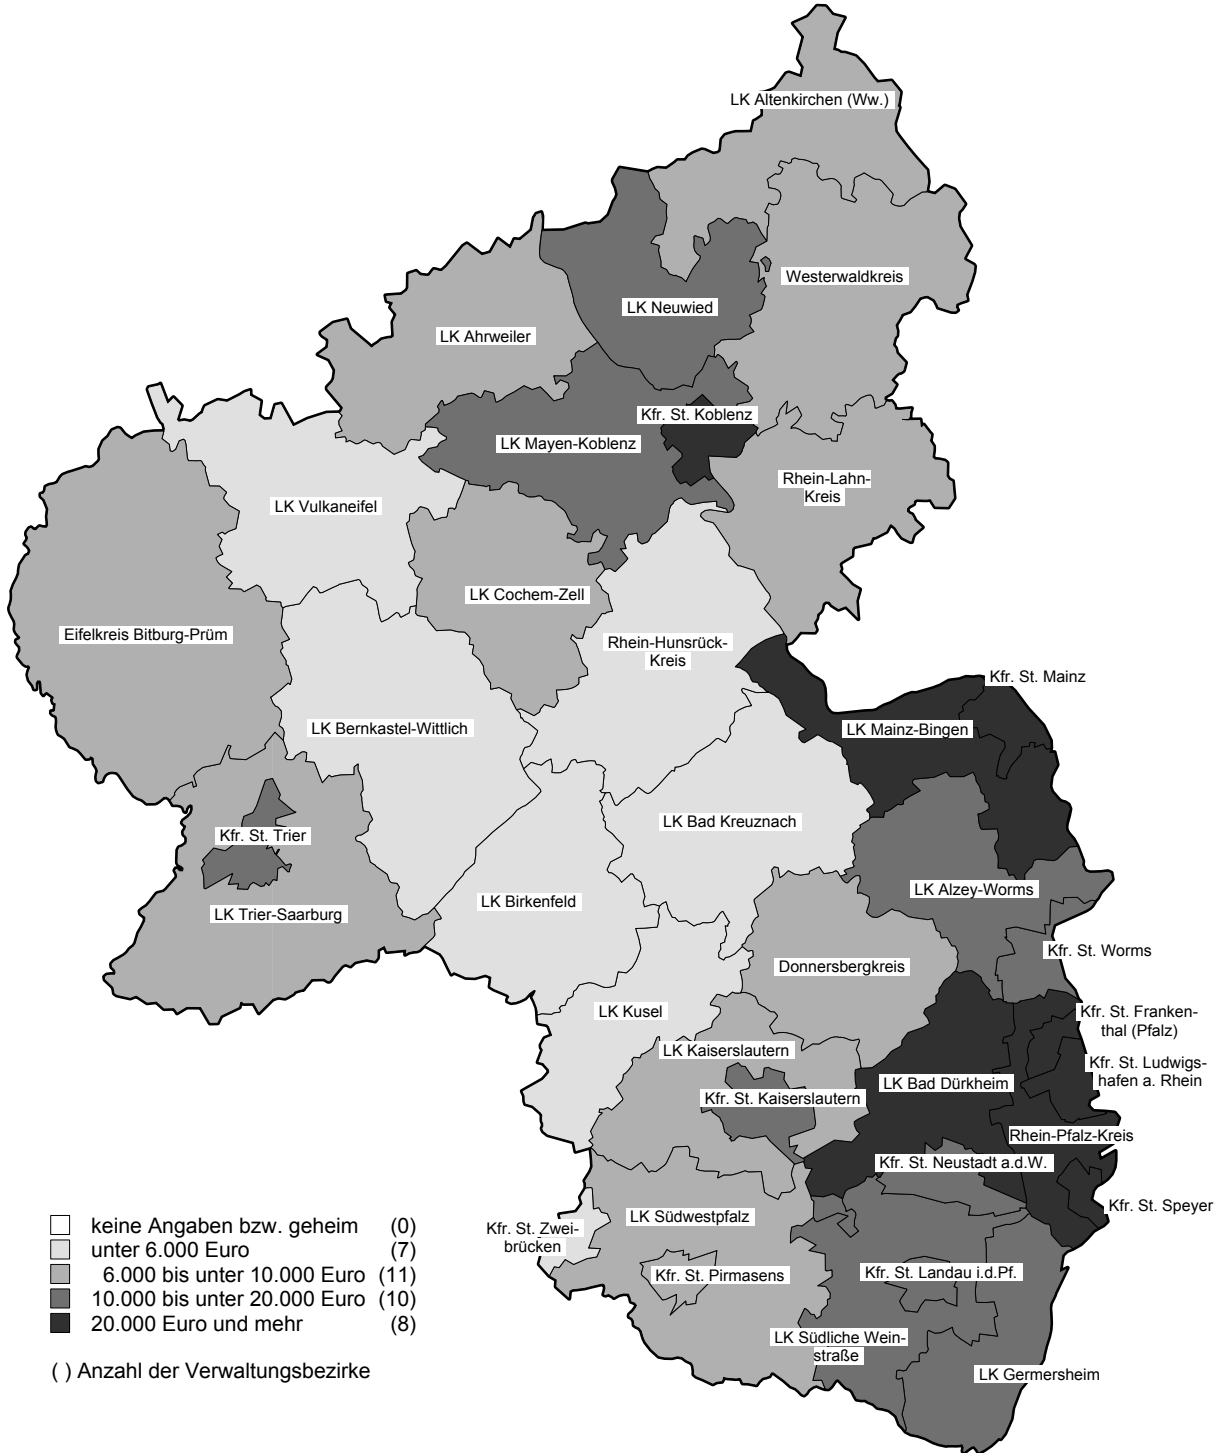 LK Altenkirchen (Ww.)
Westerwaldkreis
LK Neuwied
LK Ahrweiler
Kfr. St. Koblenz
LK Mayen-Koblenz
Rhein-Lahn-
Kreis
LK Vulkaneifel
LK Cochem-Zell
Eifelkreis Bitburg-Prüm
Rhein-Hunsrück-
Kreis
Kfr. St. Mainz
LK Bernkastel-Wittlich
LK Mainz-Bingen
LK Bad Kreuznach
Kfr. St. Trier
LK Alzey-Worms
LK Birkenfeld
LK Trier-Saarburg
Kfr. St. Worms
Donnersbergkreis
LK Kusel
Kfr. St. Franken-
thal (Pfalz)
LK Kaiserslautern
Kfr. St. Ludwigs-
hafen a. Rhein
LK Bad Dürkheim
Kfr. St. Kaiserslautern
Rhein-Pfalz-Kreis
Kfr. St. Neustadt a.d.W.
Kfr. St. Speyer
LK Südwestpfalz
Kfr. St. Zwei-
brücken
Kfr. St. Pirmasens
Kfr. St. Landau i.d.Pf.
LK Südliche Wein-
straße
LK Germersheim
keine Angaben bzw. geheim (0)
unter 6.000 Euro (7)
6.000 bis unter 10.000 Euro (11)
10.000 bis unter 20.000 Euro (10)
20.000 Euro und mehr (8)
( ) Anzahl der Verwaltungsbezirke